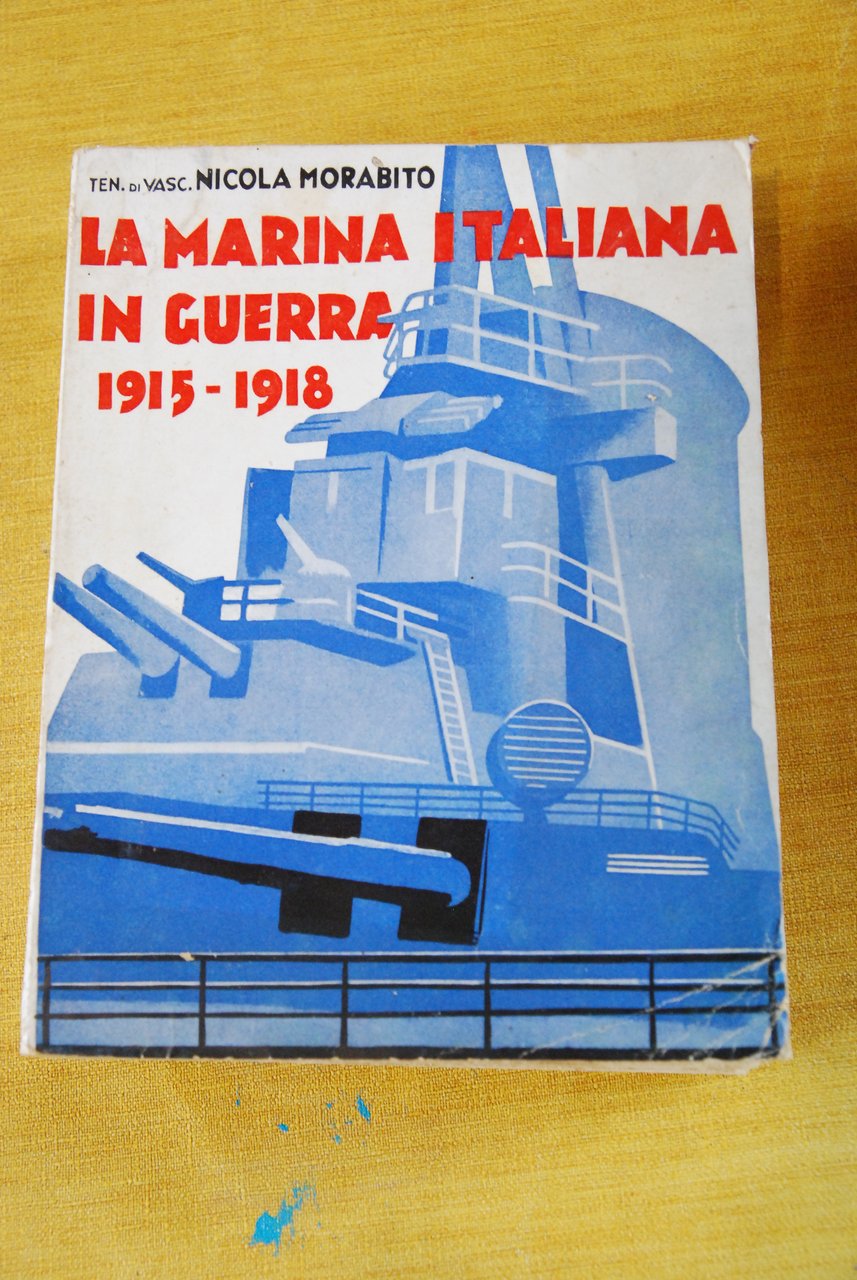 TEN. DI VASC. NICOLA MORABITO
LA MARINA ITALIANA
IN GUERRA
1915-1918